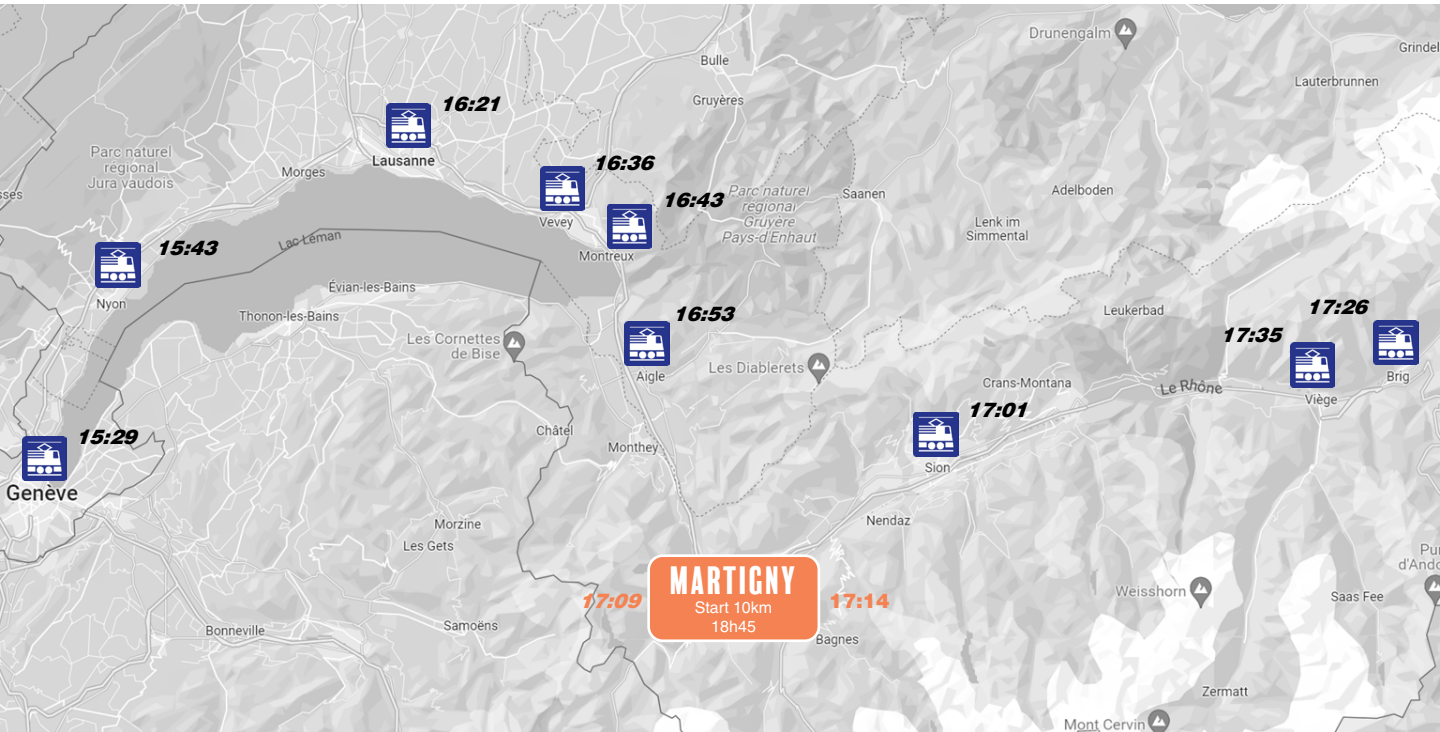 Drunengalm
Grindel
Bulle
Lauterbrunnen
Gruyères
16:21
Lausanne
Parc naturel
régional
Jura vaudois
Morges
16:36
Vevey
16:43
Montreux
Parc naturel
régional
Gruyère
Pays-d'Enhaut
Saanen
Adelboden
Lenk im
Simmental
sses
15:43
Nyon
Lac Léman
Évian-les-Bains
Thonon-les-Bains
Les Cornettes
de Bise
16:53
Aigle
Les Diablerets
Leukerbad
17:26
Brig
17:35
Viège
Crans-Montana
Le Rhône
17:01
Sion
15:29
Genève
Châtel
Monthey
Morzine
Les Gets
Nendaz
17:09
MARTIGNY
Start 10km
18h45
17:14
Bagnes
Bonneville
Samoëns
Weisshorn
Saas Fee
Pu
d'Ando
Zermatt
Mont Cervin